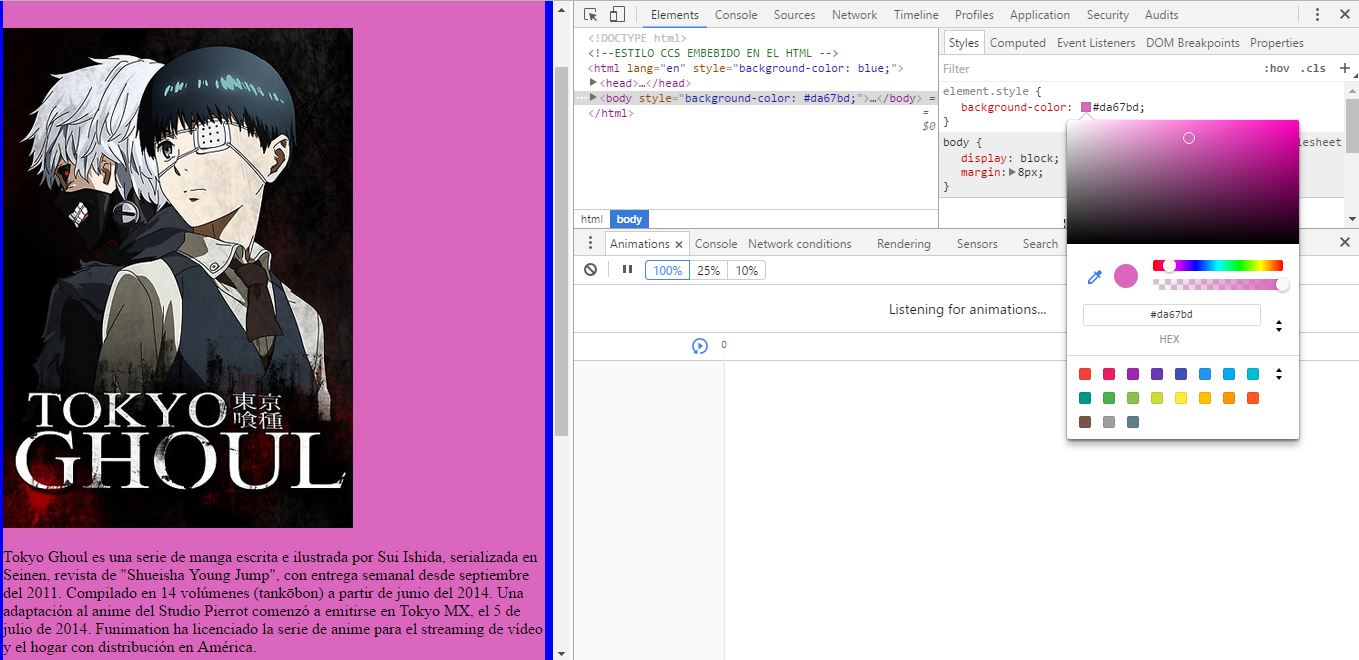 TOKYO 東京
喰種
GHOUL
Tokyo Ghoul es una serie de manga escrita e ilustrada por Sui Ishida, serializada en
Seinen, revista de "Shueisha Young Jump", con entrega semanal desde septiembre
del 2011. Compilado en 14 volúmenes (tankōbon) a partir de junio del 2014. Una
adaptación al anime del Studio Pierrot comenzó a emitirse en Tokyo MX, el 5 de
julio de 2014. Funimation ha licenciado la serie de anime para el streaming de vídeo
y el hogar con distribución en América.
Elements Console Sources Network Timeline Profiles Application Security Audits
<!DOCTYPE html>
<!--ESTILO CCS EMBEBIDO EN EL HTML -->
<html lang="en" style="background-color: blue;">
<head>…</head>
<body style="background-color: #da67bd;">…</body> =
</html> =
$0
html body
Styles Computed Event Listeners DOM Breakpoints Properties
Filter :hov .cls +
element.style {
background-color: #da67bd;
}
body {
display: block;
margin: 8px;
}
#da67bd
HEX
Animations × Console Network conditions Rendering Sensors Search
100% 25% 10%
Listening for animations...
0